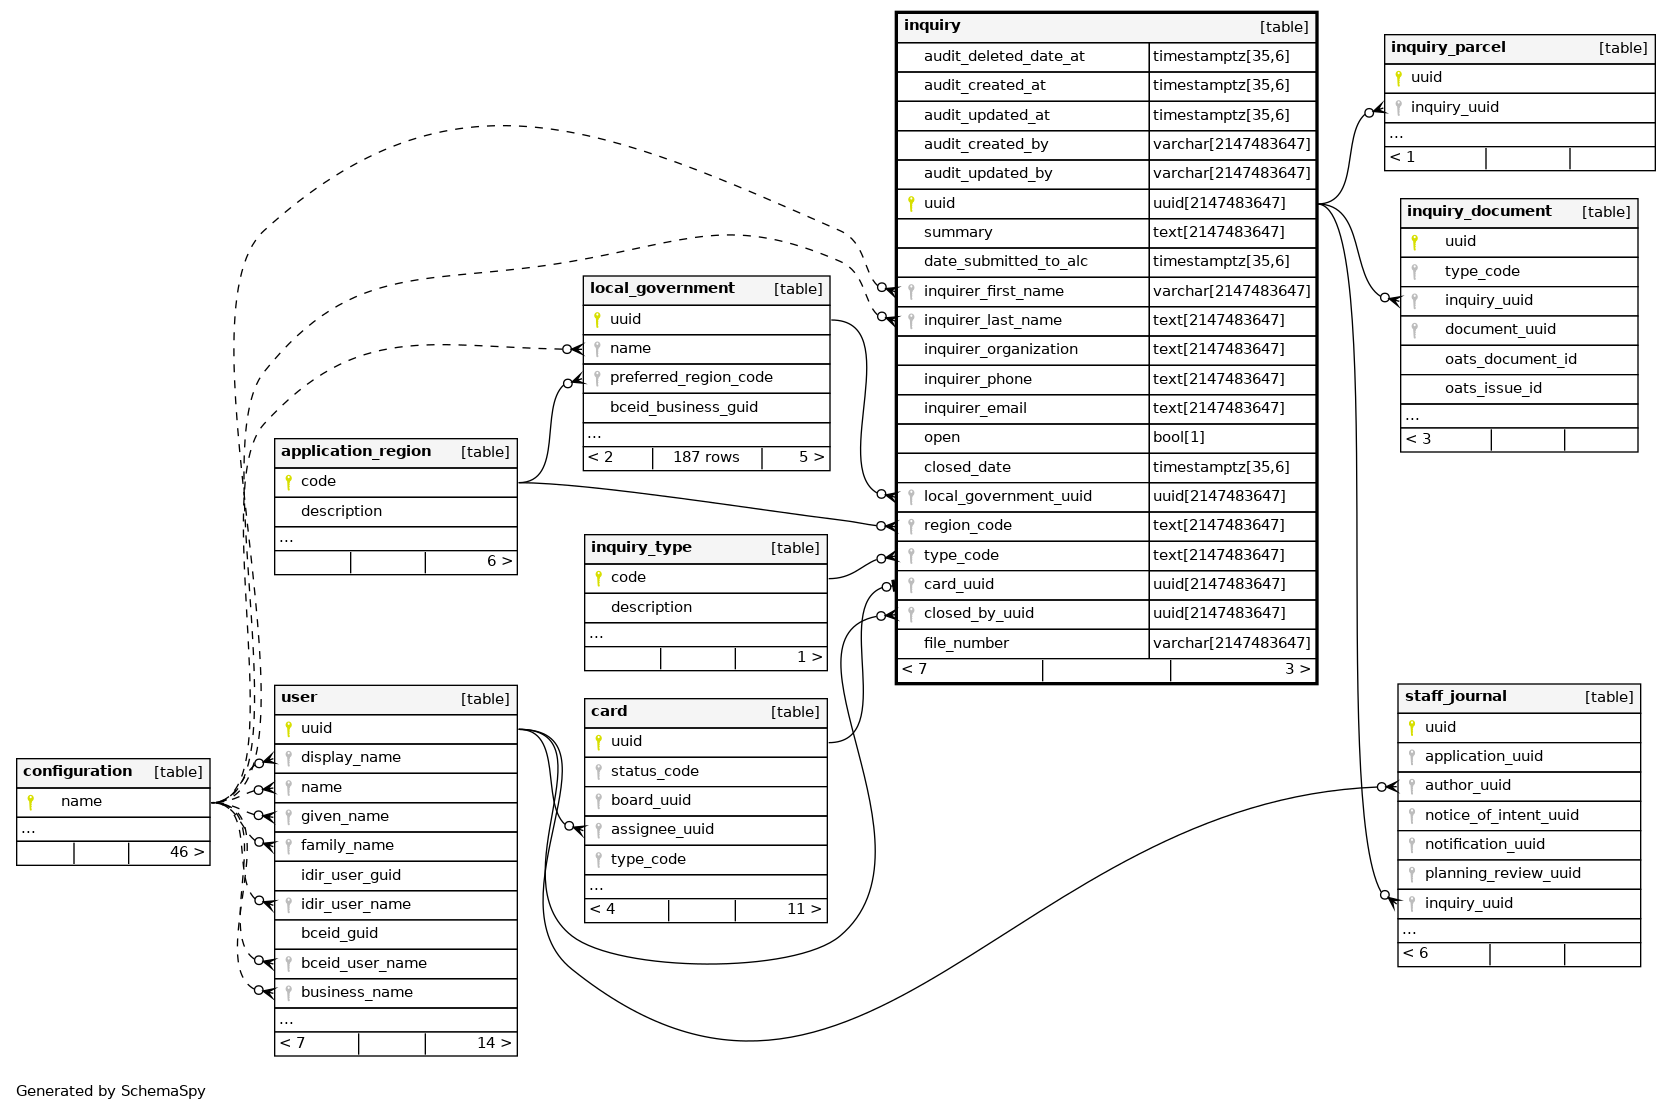 inquiry [table]
audit_deleted_date_at timestamptz[35,6]
audit_created_at timestamptz[35,6]
audit_updated_at timestamptz[35,6]
audit_created_by varchar[2147483647]
audit_updated_by varchar[2147483647]
uuid uuid[2147483647]
summary text[2147483647]
date_submitted_to_alc timestamptz[35,6]
inquirer_first_name varchar[2147483647]
inquirer_last_name text[2147483647]
inquirer_organization text[2147483647]
inquirer_phone text[2147483647]
inquirer_email text[2147483647]
open bool[1]
closed_date timestamptz[35,6]
local_government_uuid uuid[2147483647]
region_code text[2147483647]
type_code text[2147483647]
card_uuid uuid[2147483647]
closed_by_uuid uuid[2147483647]
file_number varchar[2147483647]
< 7 3 >
inquiry_parcel [table]
uuid
inquiry_uuid
...
< 1
inquiry_document [table]
uuid
type_code
inquiry_uuid
document_uuid
oats_document_id
oats_issue_id
...
< 3
local_government [table]
uuid
name
preferred_region_code
bceid_business_guid
...
< 2 187 rows 5 >
application_region [table]
code
description
...
6 >
inquiry_type [table]
code
description
...
1 >
user [table]
uuid
display_name
name
given_name
family_name
idir_user_guid
idir_user_name
bceid_guid
bceid_user_name
business_name
...
< 7 14 >
card [table]
uuid
status_code
board_uuid
assignee_uuid
type_code
...
< 4 11 >
staff_journal [table]
uuid
application_uuid
author_uuid
notice_of_intent_uuid
notification_uuid
planning_review_uuid
inquiry_uuid
...
< 6
configuration [table]
name
...
46 >
Generated by SchemaSpy